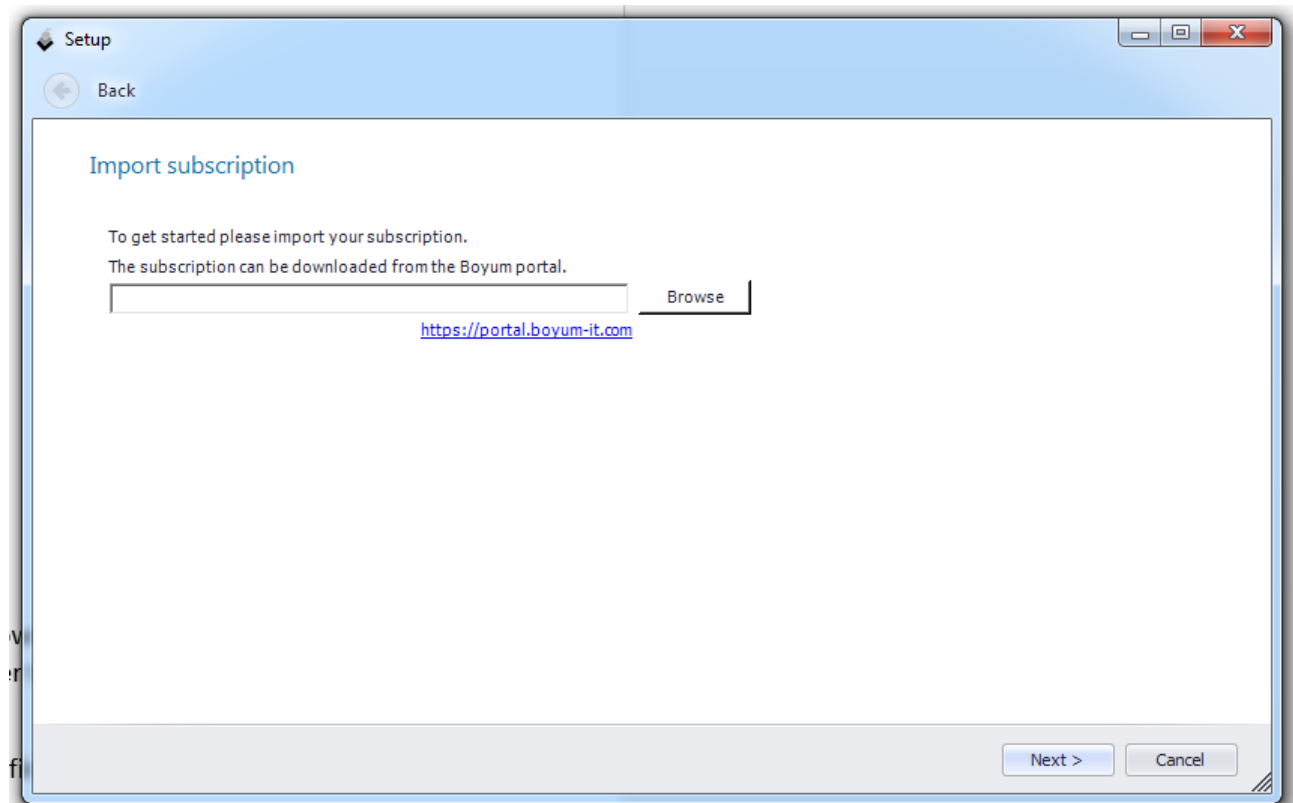 Setup
Back
Import subscription
To get started please import your subscription.
The subscription can be downloaded from the Boyum portal.
Browse
https://portal.boyum-it.com
Next >
Cancel